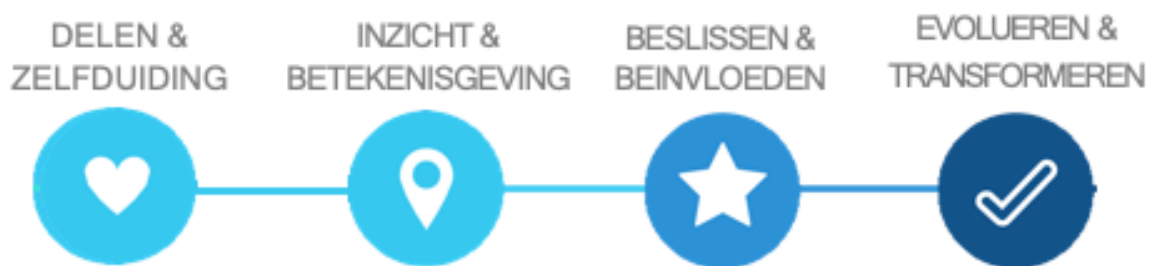 DELEN &
ZELFDUIDING
INZICHT &
BETEKENISGEVING
BESLISSEN &
BEINVLOEDEN
EVOLUEREN &
TRANSFORMEREN